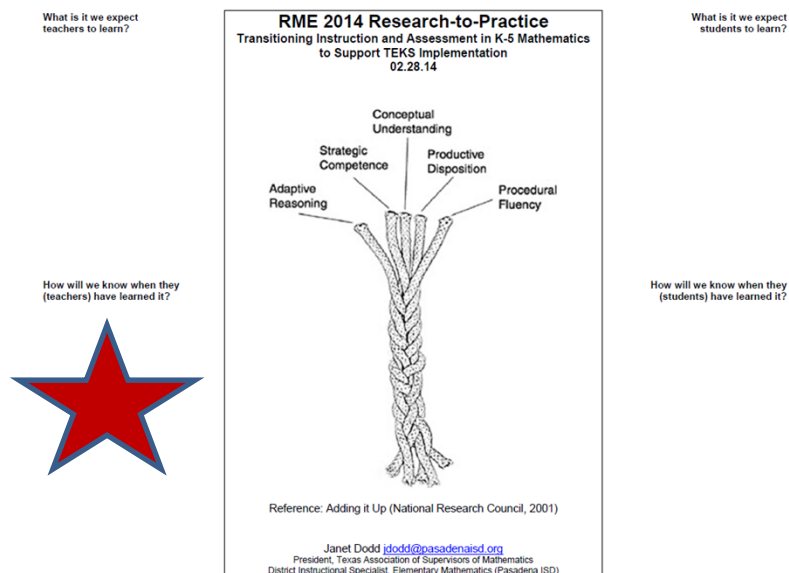 What is it we expect
teachers to learn?
RME 2014 Research-to-Practice
Transitioning Instruction and Assessment in K-5 Mathematics
to Support TEKS Implementation
02.28.14
What is it we expect
students to learn?
Conceptual
Understanding
Strategic
Competence
Productive
Disposition
Adaptive
Reasoning
Procedural
Fluency
How will we know when they
(teachers) have learned it?
How will we know when they
(students) have learned it?
Reference: Adding it Up (National Research Council, 2001)
Janet Dodd jdodd@pasadenaisd.org
President, Texas Association of Supervisors of Mathematics
District Instructional Specialist, Elementary Mathematics (Pasadena ISD)